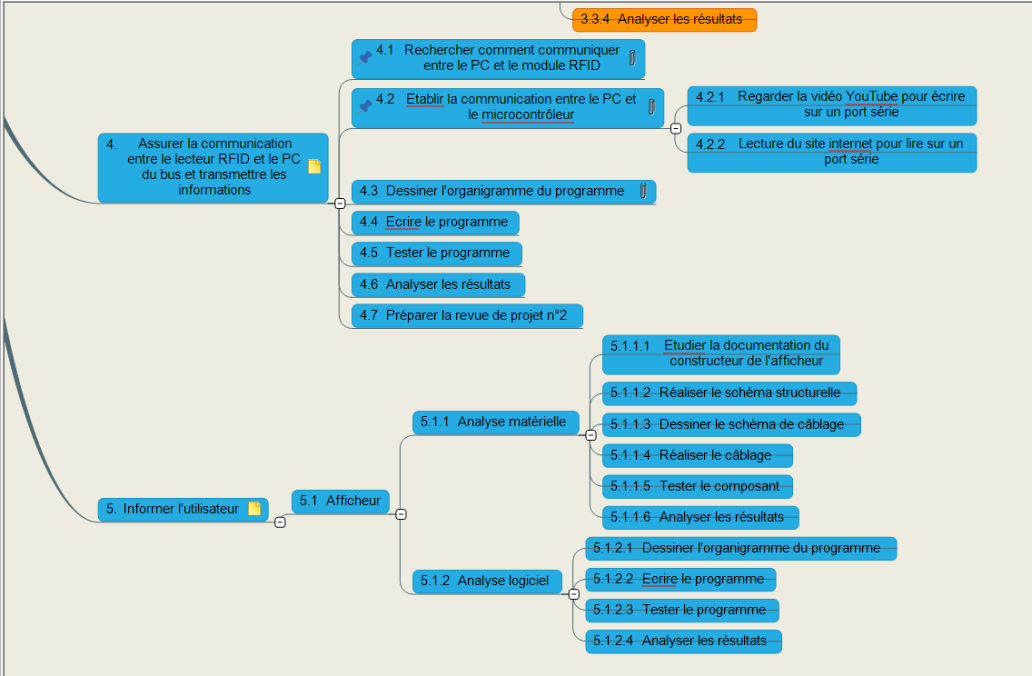 3.3.4 Analyser les résultats
4.1 Rechercher comment communiquer
entre le PC et le module RFID
4.2 Etablir la communication entre le PC et
le microcontrôleur
4.2.1 Regarder la vidéo YouTube pour écrire
sur un port série
4.2.2 Lecture du site internet pour lire sur un
port série
4. Assurer la communication
entre le lecteur RFID et le PC
du bus et transmettre les
informations
4.3 Dessiner l'organigramme du programme
4.4 Ecrire le programme
4.5 Tester le programme
4.6 Analyser les résultats
4.7 Préparer la revue de projet n°2
5. Informer l'utilisateur
5.1 Afficheur
5.1.1 Analyse matérielle
5.1.1.1 Etudier la documentation du
constructeur de l'afficheur
5.1.1.2 Réaliser le schéma structurelle
5.1.1.3 Dessiner le schéma de câblage
5.1.1.4 Réaliser le câblage
5.1.1.5 Tester le composant
5.1.1.6 Analyser les résultats
5.1.2 Analyse logiciel
5.1.2.1 Dessiner l'organigramme du programme
5.1.2.2 Ecrire le programme
5.1.2.3 Tester le programme
5.1.2.4 Analyser les résultats